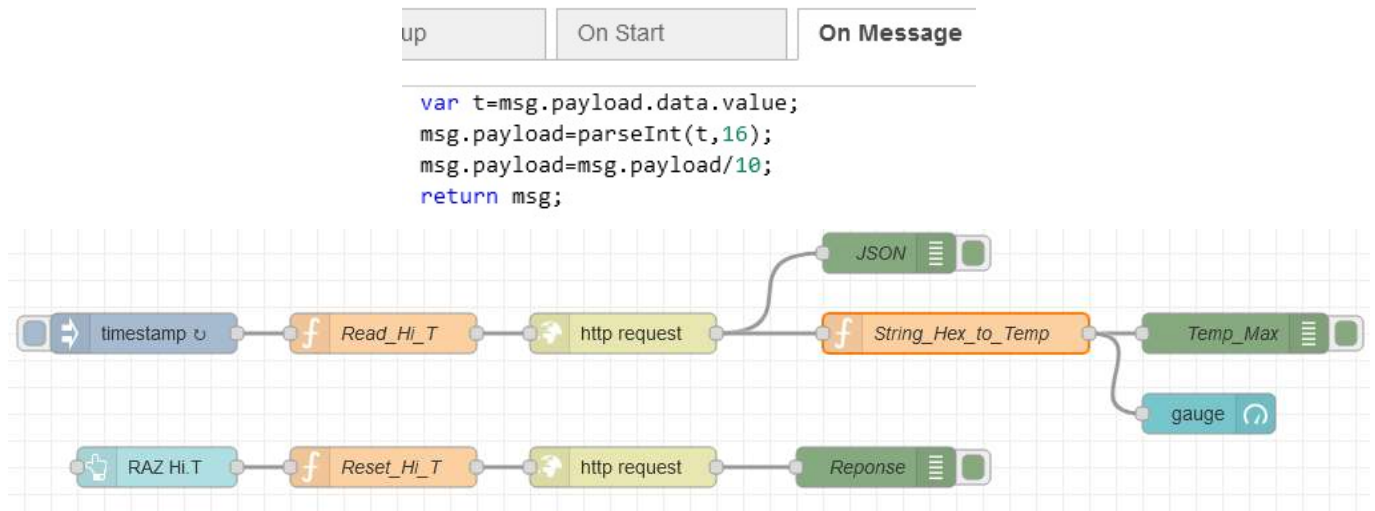 up On Start On Message
var t=msg.payload.data.value;
msg.payload=parseInt(t,16);
msg.payload=msg.payload/10;
return msg;
JSON
timestamp ↻ Read_Hi_T http request String_Hex_to_Temp Temp_Max
gauge
RAZ Hi.T Reset_Hi_T http request Reponse